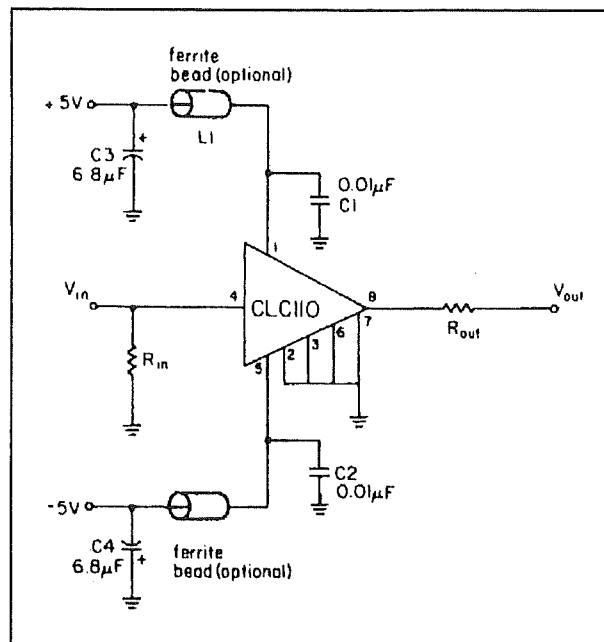 ferrite
bead (optional)
+5V
L1
C3
+
6.8µF
0.01µF
C1
1
Vin
4
CLC110
8
Vout
7
6
3
2
5
Rin
Rout
C2
0.01µF
-5V
C4
6.8µF
+
ferrite
bead (optional)